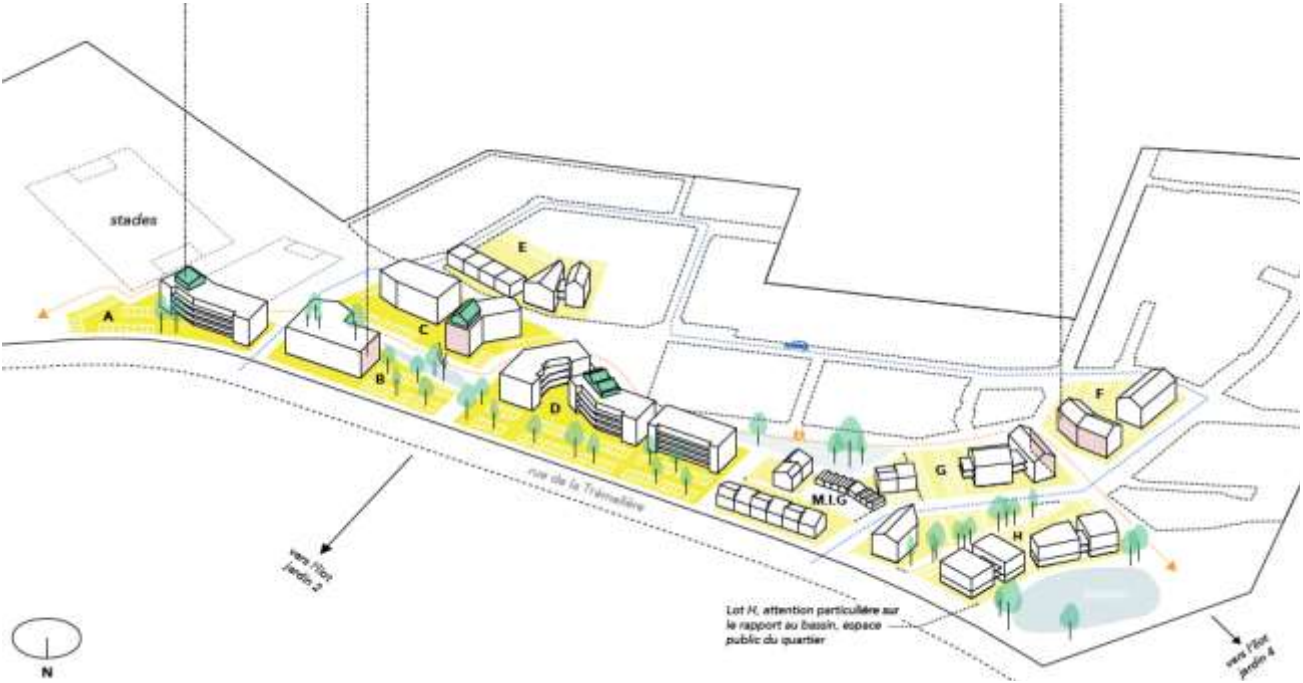 stades
E
A
C
B
D
F
G
M.I.G
H
rue de la Trémelière
vers l'îlot
jardin 2
Lot H, attention particulière sur
le rapport au bassin, espace
public du quartier
vers l'îlot
jardin 4
N